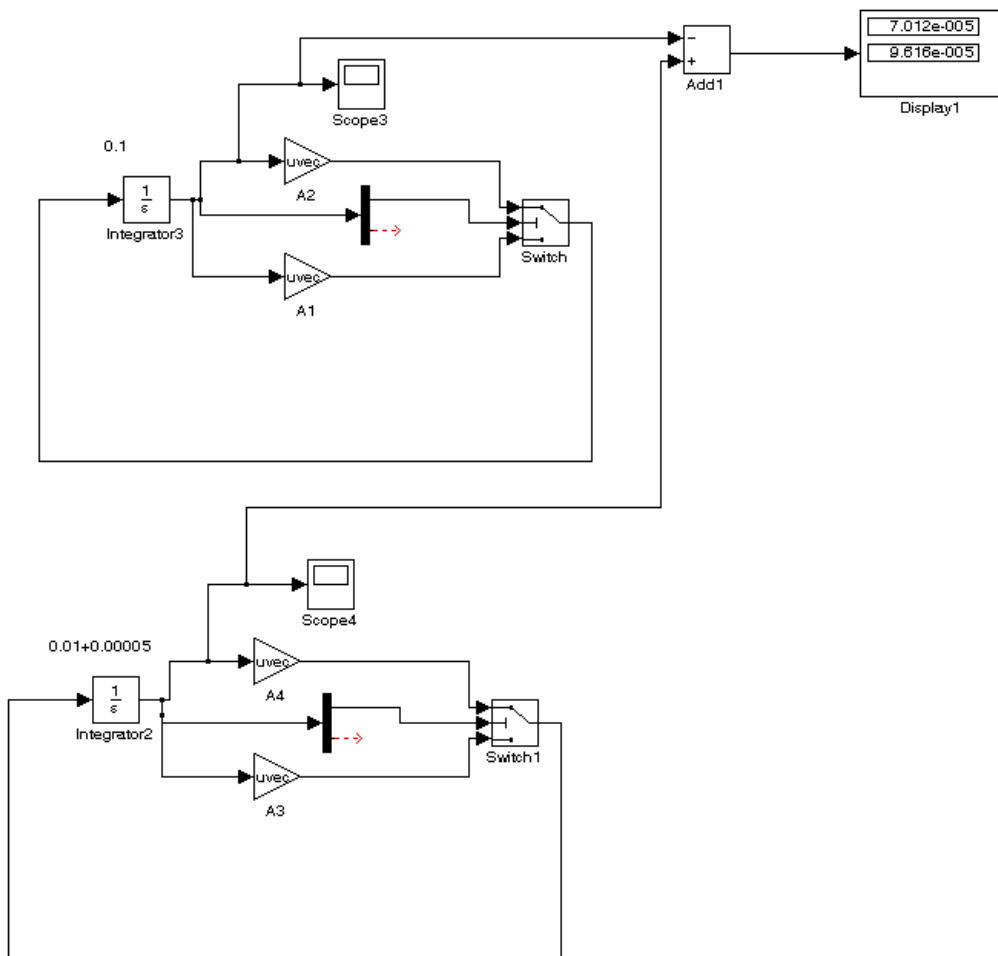 7.012e-005
9.616e-005
Display1
−
+
Add1
Scope3
0.1
1
s
Integrator3
uvec
A2
uvec
A1
Switch
Scope4
0.01+0.00005
1
s
Integrator2
uvec
A4
uvec
A3
Switch1